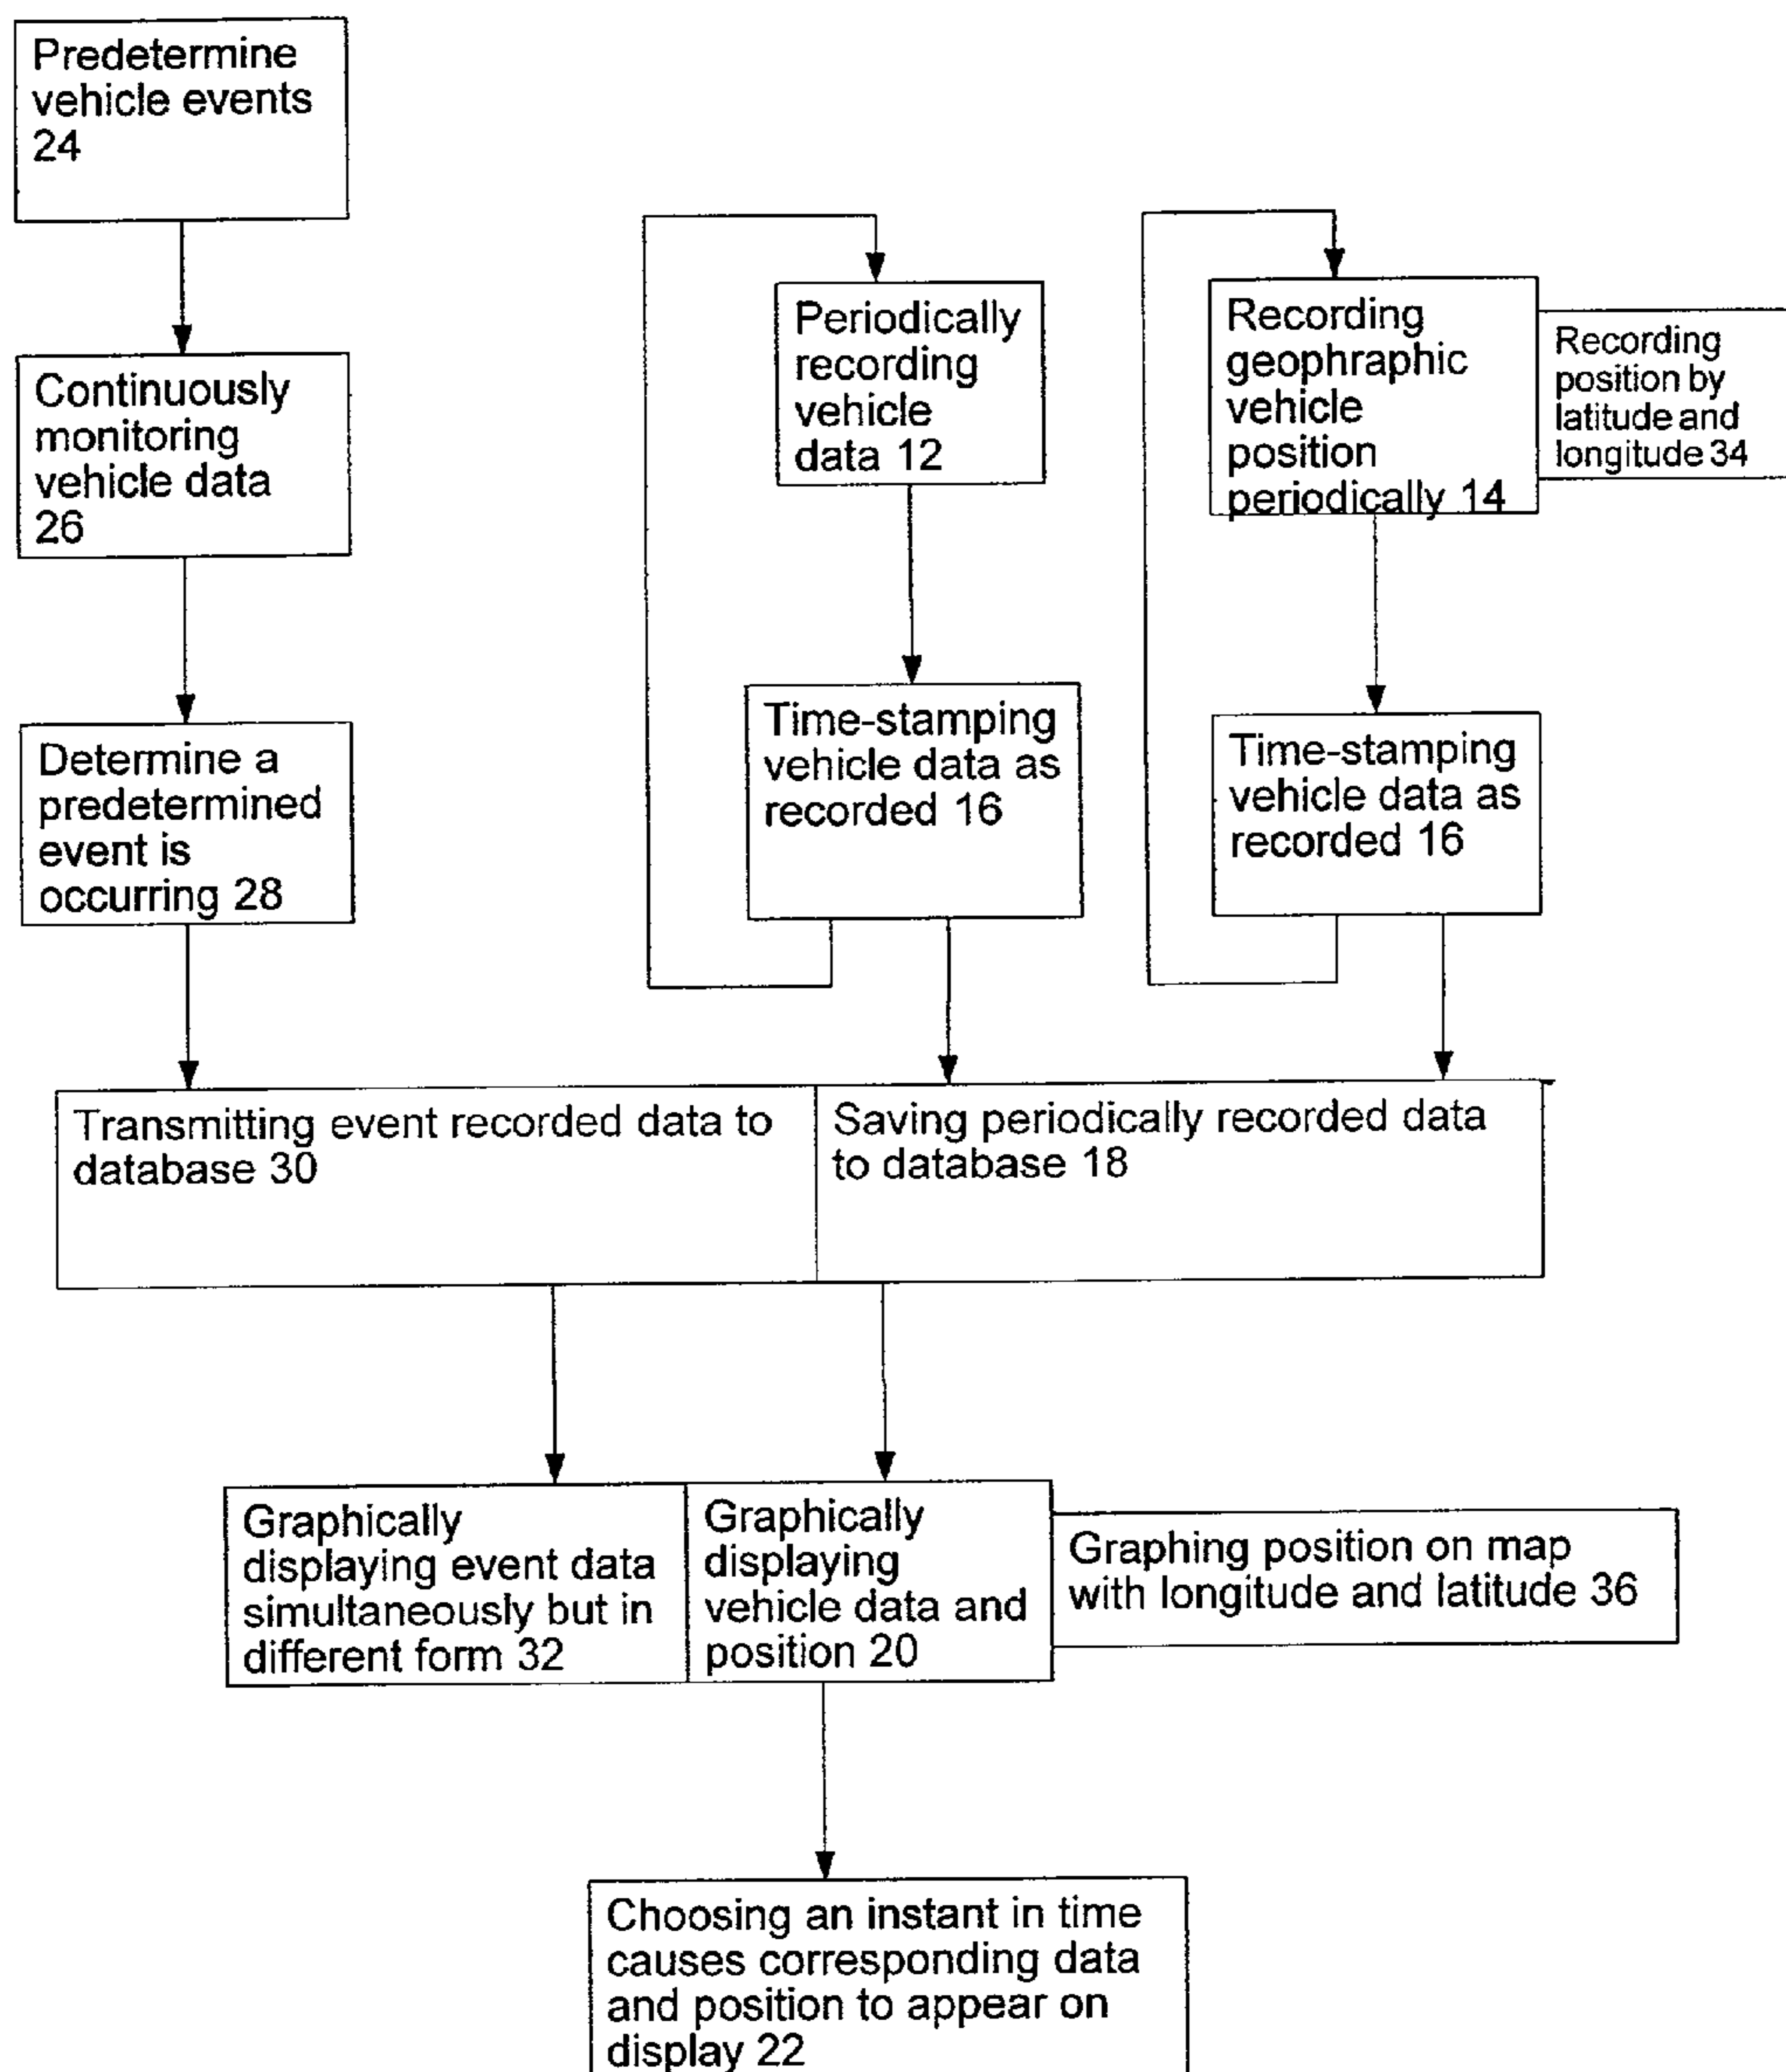 Predetermine
vehicle events
24
Continuously
monitoring
vehicle data
26
Determine a
predetermined
event is
occurring 28
Periodically
recording
vehicle
data 12
Time-stamping
vehicle data as
recorded 16
Recording
geophraphic
vehicle
position
periodically 14
Recording
position by
latitude and
longitude 34
Time-stamping
vehicle data as
recorded 16
Transmitting event recorded data to
database 30
Saving periodically recorded data
to database 18
Graphically
displaying event data
simultaneously but in
different form 32
Graphically
displaying
vehicle data and
position 20
Graphing position on map
with longitude and latitude 36
Choosing an instant in time
causes corresponding data
and position to appear on
display 22